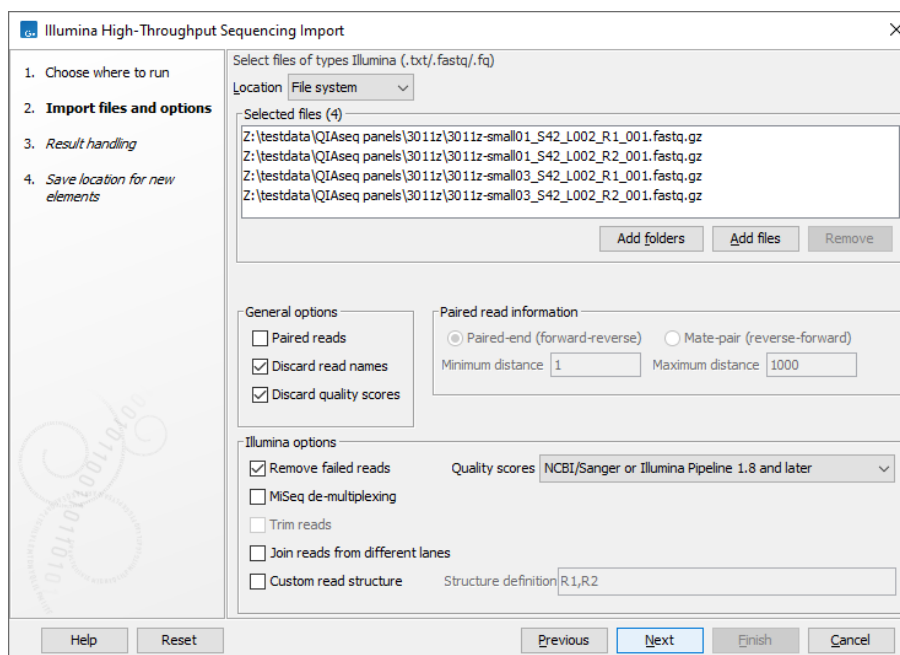 Illumina High-Throughput Sequencing Import
1. Choose where to run
2. Import files and options
3. Result handling
4. Save location for new
elements
Select files of types Illumina (.txt/.fastq/.fq)
Location File system
Selected files (4)
Z:\testdata\QIAseq panels\3011z\3011z-small01_S42_L002_R1_001.fastq.gz
Z:\testdata\QIAseq panels\3011z\3011z-small01_S42_L002_R2_001.fastq.gz
Z:\testdata\QIAseq panels\3011z\3011z-small03_S42_L002_R1_001.fastq.gz
Z:\testdata\QIAseq panels\3011z\3011z-small03_S42_L002_R2_001.fastq.gz
Add folders Add files Remove
General options
Paired reads
Discard read names
Discard quality scores
Paired read information
Paired-end (forward-reverse) Mate-pair (reverse-forward)
Minimum distance 1 Maximum distance 1000
Illumina options
Remove failed reads Quality scores NCBI/Sanger or Illumina Pipeline 1.8 and later
MiSeq de-multiplexing
Trim reads
Join reads from different lanes
Custom read structure Structure definition R1,R2
Help Reset Previous Next Finish Cancel